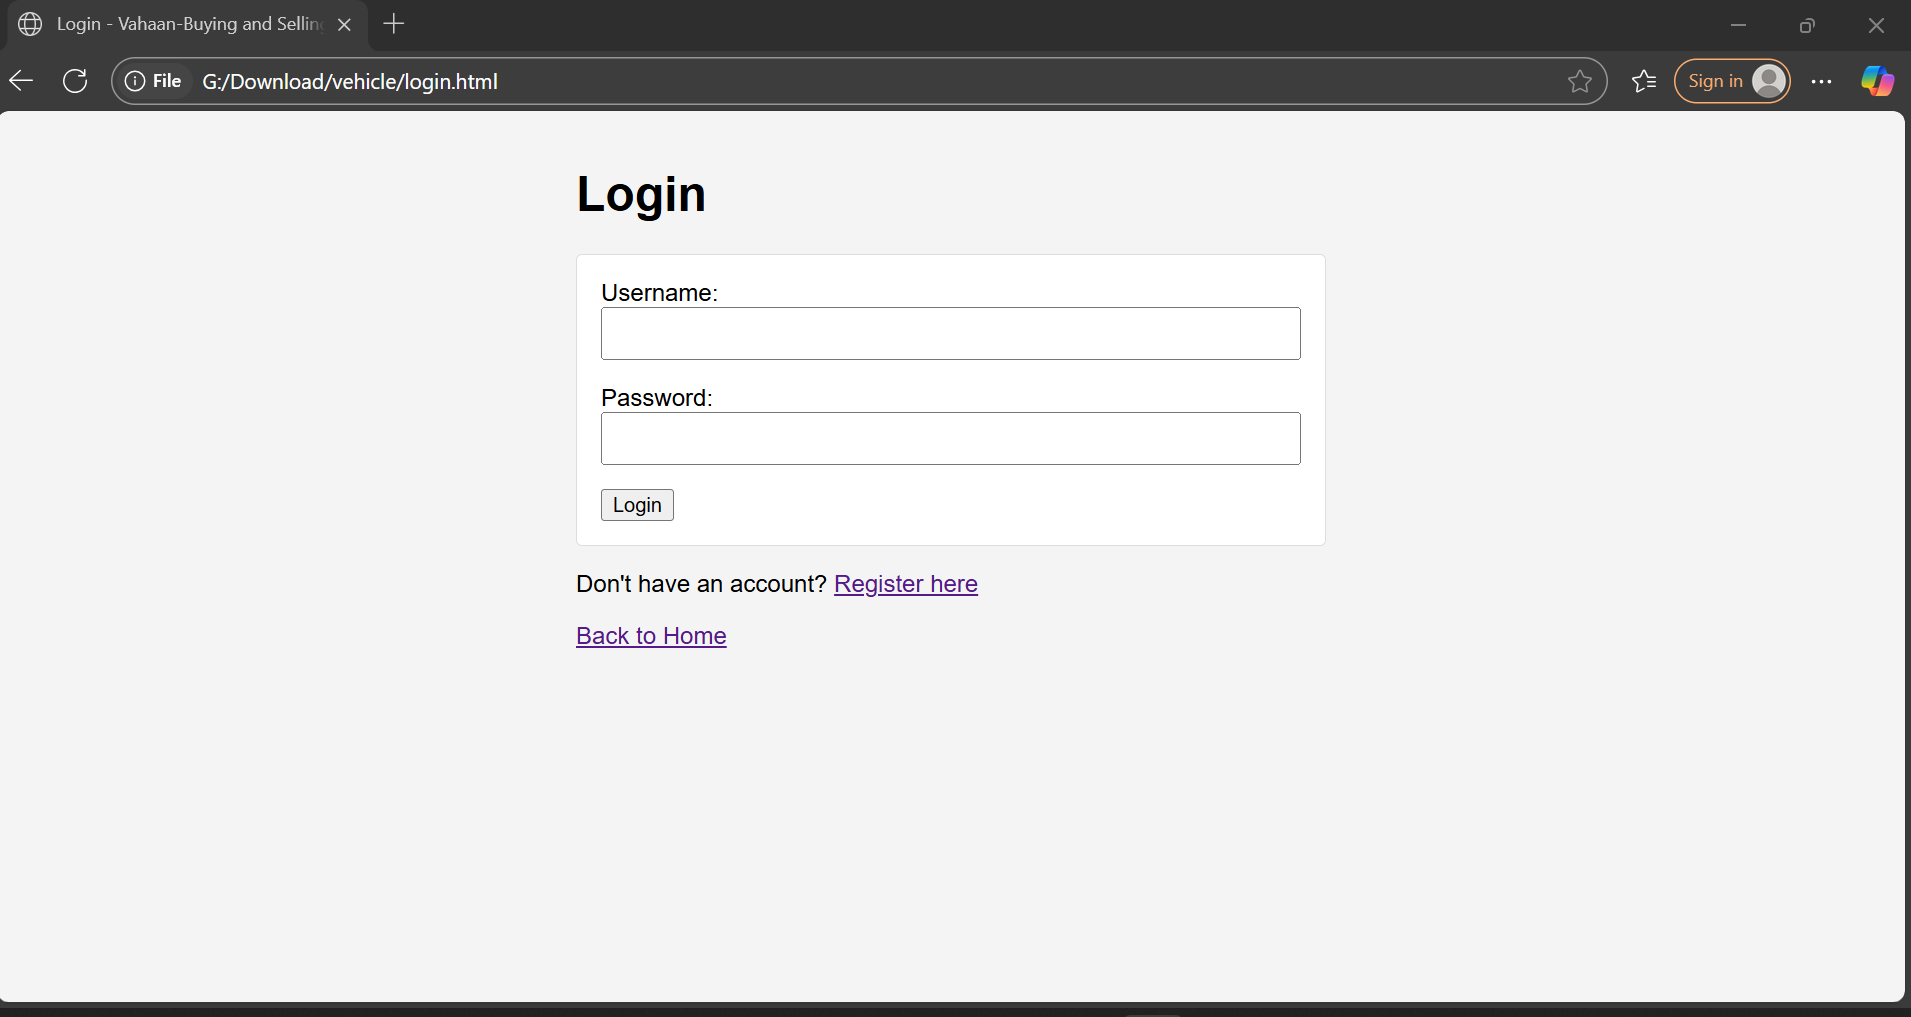 Login - Vahaan-Buying and Selling
File G:/Download/vehicle/login.html
Sign in
Login
Username:
Password:
Login
Don't have an account? Register here
Back to Home